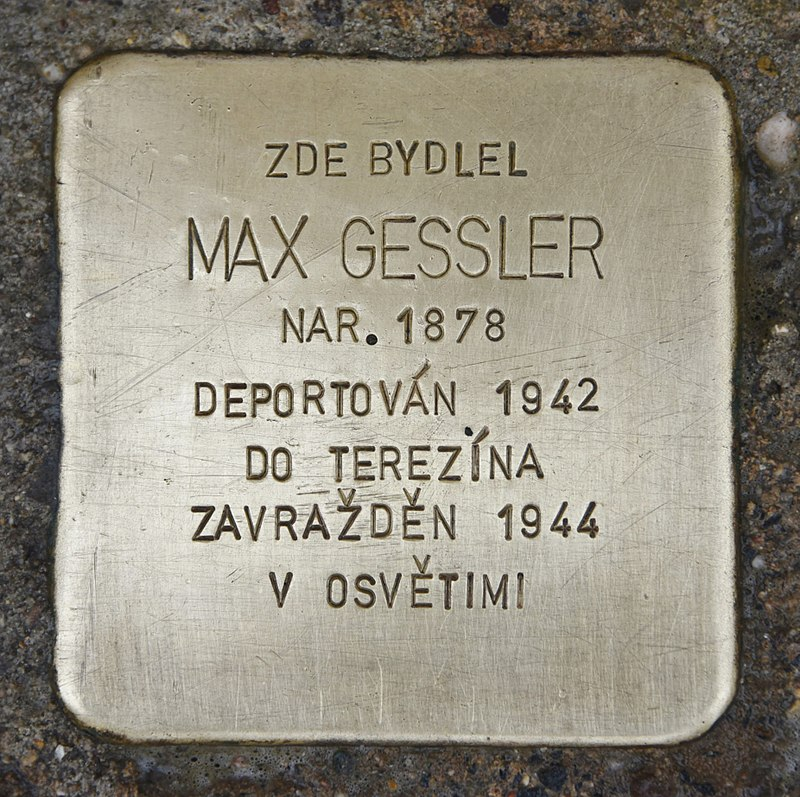 ZDE BYDLEL
MAX GESSLER
NAR. 1878
DEPORTOVÁN 1942
DO TEREZÍNA
ZAVRAŽDĚN 1944
V OSVĚTIMI